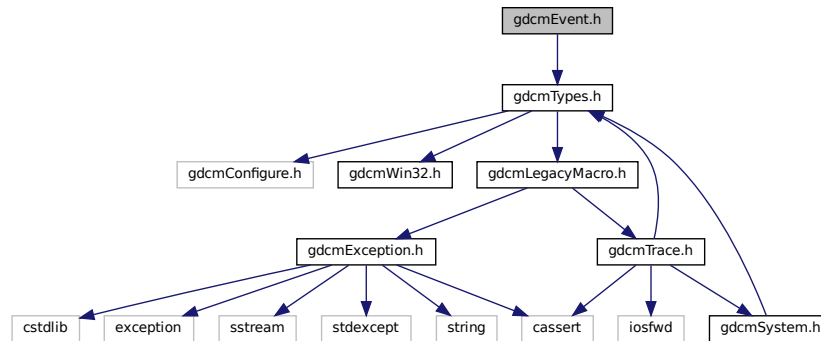 gdcmEvent.h
gdcmTypes.h
gdcmConfigure.h
gdcmWin32.h
gdcmLegacyMacro.h
gdcmException.h
gdcmTrace.h
cstdlib
exception
sstream
stdexcept
string
cassert
iosfwd
gdcmSystem.h